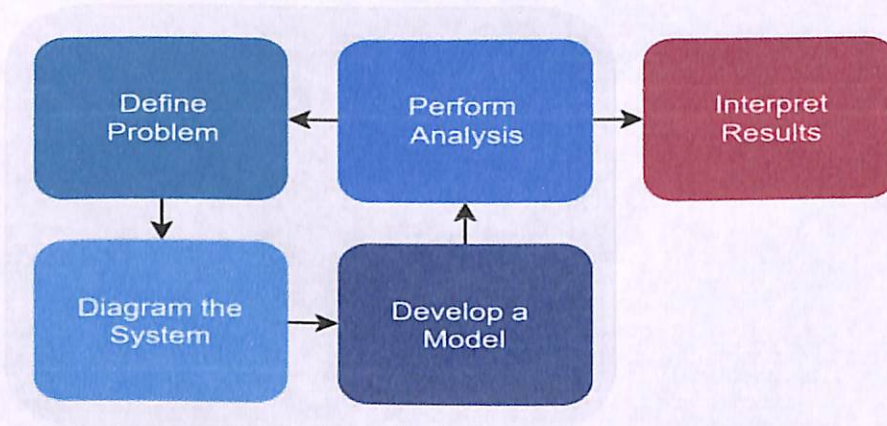 Define
Problem
Perform
Analysis
Interpret
Results
Diagram the
System
Develop a
Model